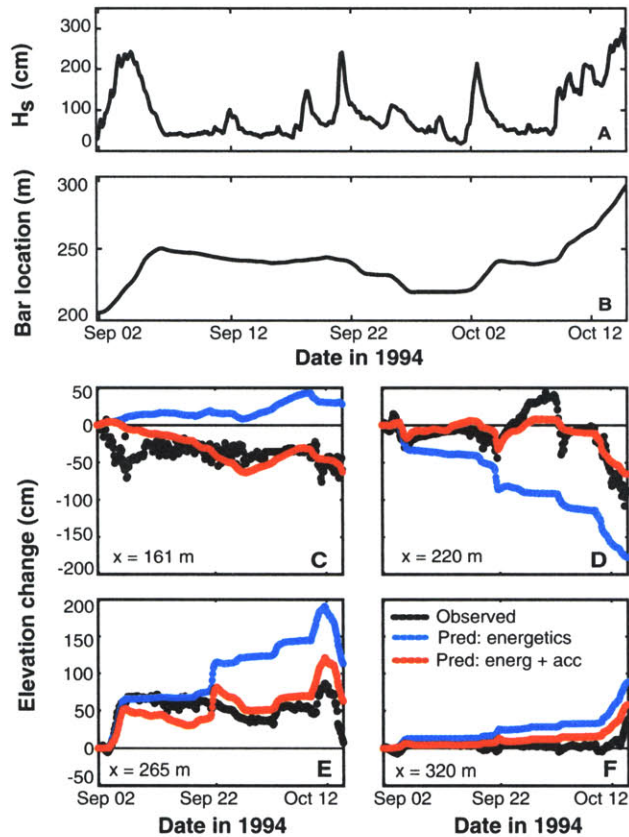 300
200
100
0
H_s (cm)
A
300
250
200
Bar location (m)
B
Sep 02 Sep 12 Sep 22 Oct 02 Oct 12
Date in 1994
50
0
-50
-100
-150
-200
x = 161 m
C
x = 220 m
D
Elevation change (cm)
200
150
100
50
0
-50
x = 265 m
E
Observed
Pred: energetics
Pred: energ + acc
x = 320 m
F
Sep 02 Sep 22 Oct 12 Sep 02 Sep 22 Oct 12
Date in 1994 Date in 1994